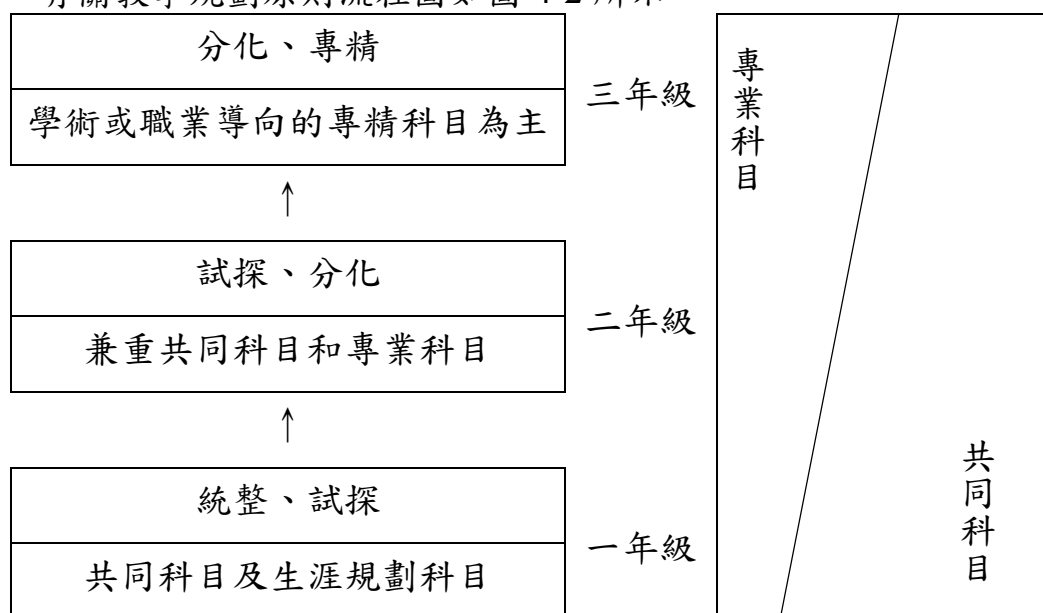 分化、專精
學術或職業導向的專精科目為主
三年級
↑
試探、分化
兼重共同科目和專業科目
二年級
↑
統整、試探
共同科目及生涯規劃科目
一年級
專業科目
共同科目